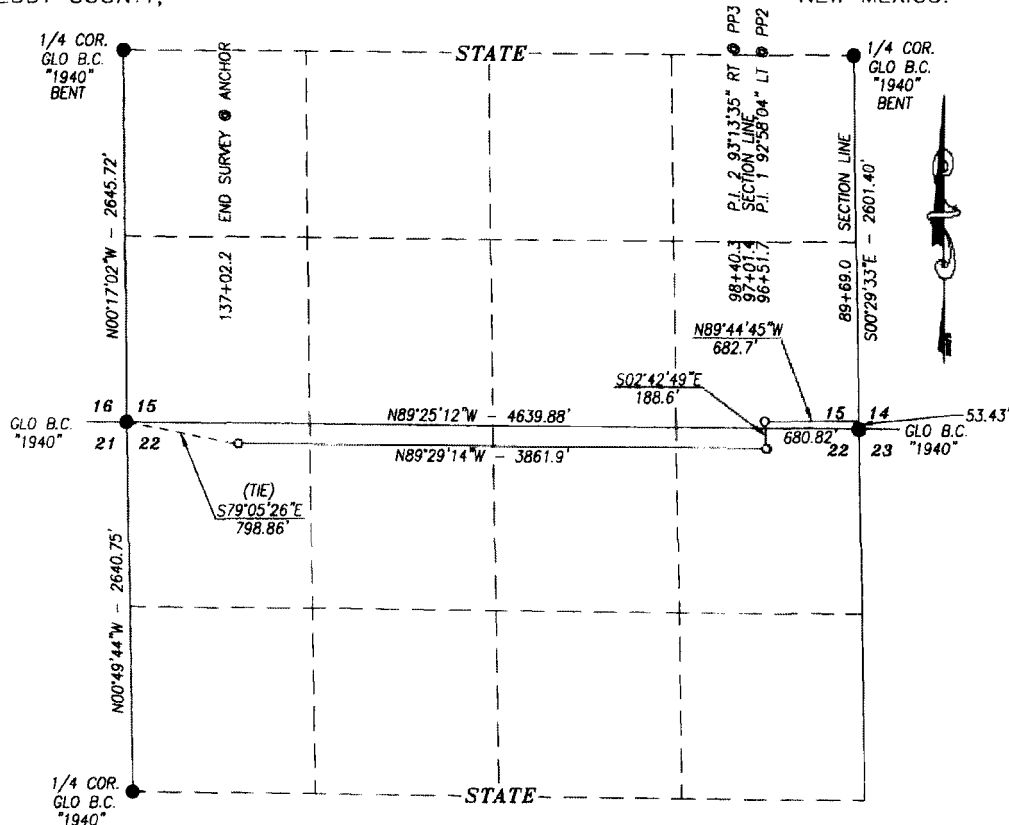 NEW MEXICO.
1/4 COR.
GLO B.C.
"1940"
BENT
STATE
1/4 COR.
GLO B.C.
"1940"
BENT
END SURVEY @ ANCHOR
137+02.2
P.I. 2 93°13'35" RT @ PP3
98+40.3
SECTION LINE
97+01.4
P.I. 1 92°58'04" LT @ PP2
96+51.7
SECTION LINE
89+69.0
S00°29'33"E - 2601.40'
N00°17'02"W - 2645.72'
N89°44'45"W
682.7'
S02°42'49"E
188.6'
16 15
GLO B.C.
"1940"
21 22
N89°25'12"W - 4639.88'
N89°29'14"W - 3861.9'
680.82'
15 14
22 23
53.43'
GLO B.C.
"1940"
(TIE)
S79°05'26"E
798.86'
N00°49'44"W - 2640.75'
1/4 COR.
GLO B.C.
"1940"
STATE